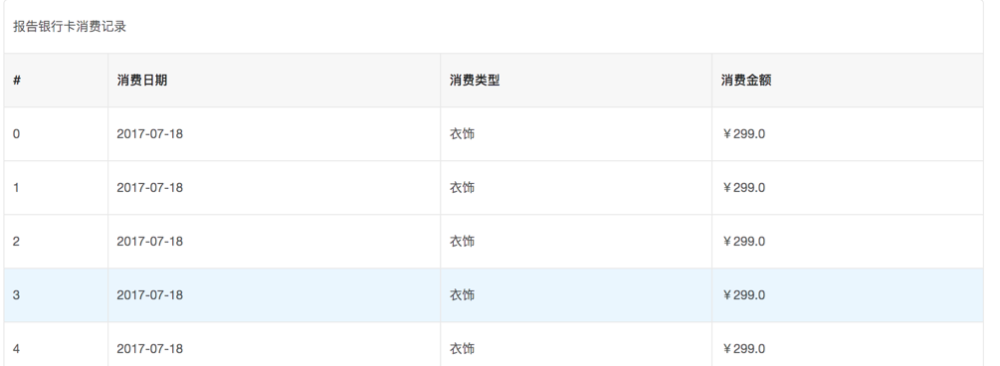 报告银行卡消费记录
# 消费日期 消费类型 消费金额
0 2017-07-18 衣饰 ￥299.0
1 2017-07-18 衣饰 ￥299.0
2 2017-07-18 衣饰 ￥299.0
3 2017-07-18 衣饰 ￥299.0
4 2017-07-18 衣饰 ￥299.0